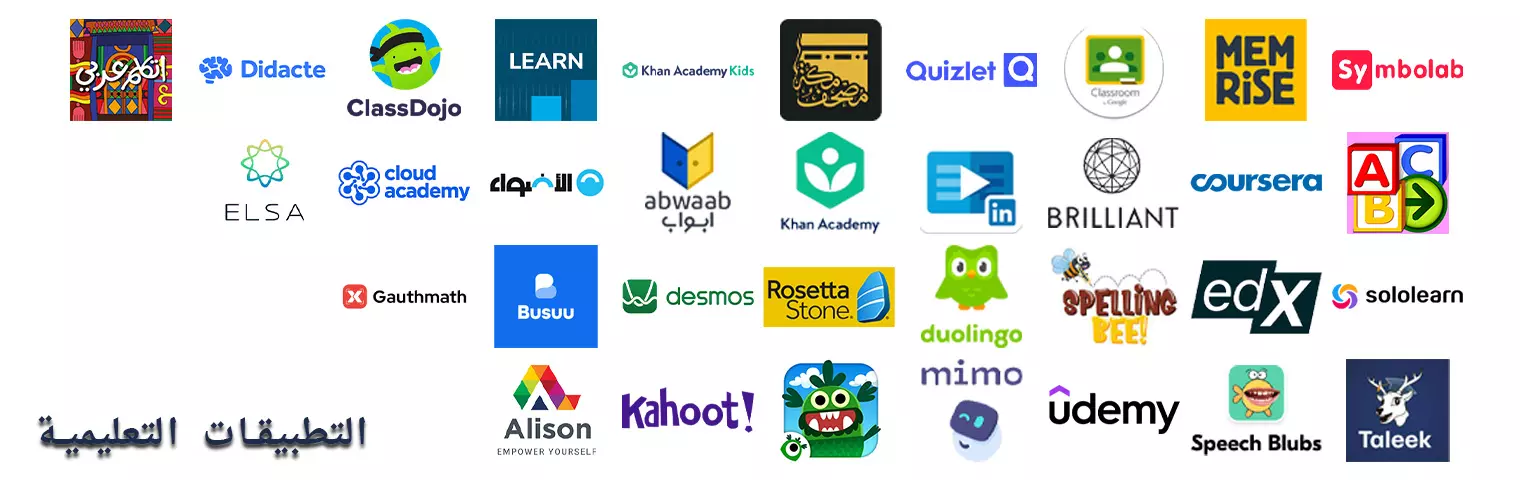 اتكلم عربي
Didacte
ClassDojo
LEARN
Khan Academy Kids
مصحف مكة
Quizlet Q
Classroom
by Google
MEM
RiSE
Symbolab
ELSA
cloud
academy
الأضواء
abwaab
أبواب
Khan Academy
in
BRILLIANT
coursera
A C
B
X Gauthmath
B
Busuu
desmos
Rosetta
Stone
duolingo
SPELLING
BEE!
edX
sololearn
Alison
EMPOWER YOURSELF
Kahoot!
mimo
udemy
Speech Blubs
Taleek
التطبيقات التعليمية